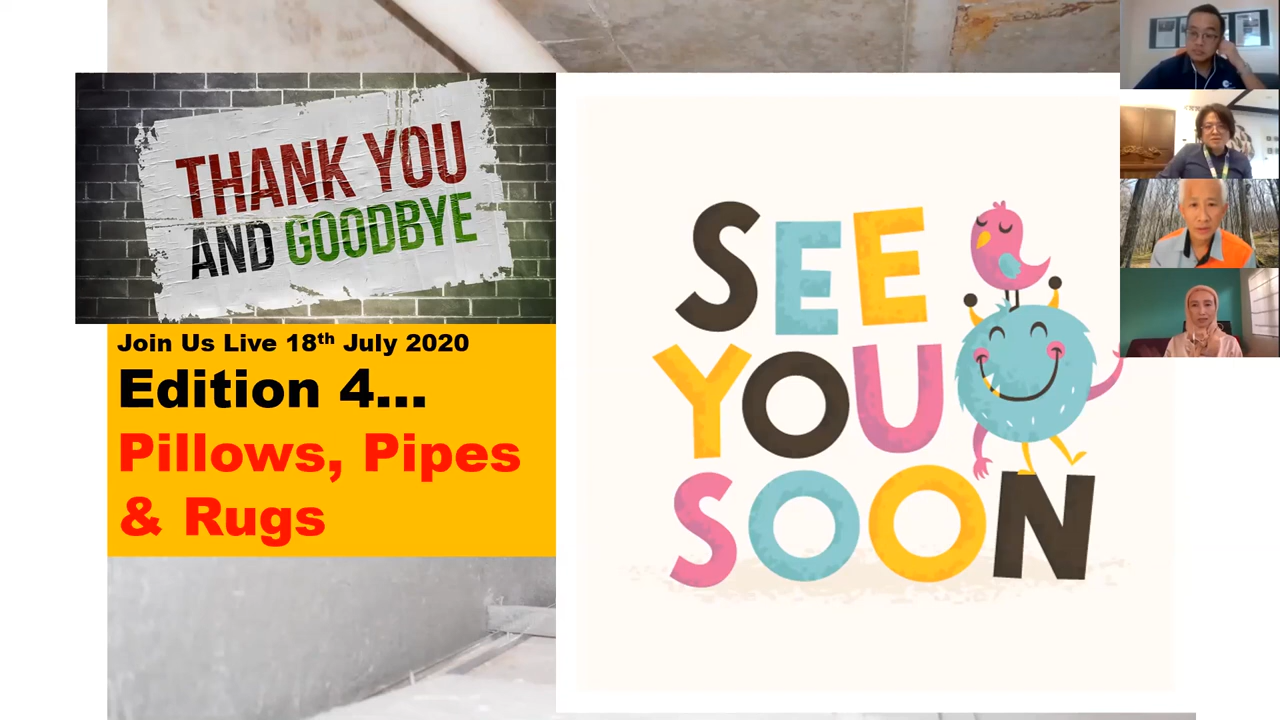 THANK YOU
AND GOODBYE
Join Us Live 18th July 2020
Edition 4...
Pillows, Pipes
& Rugs
SEE
YOU
SOON